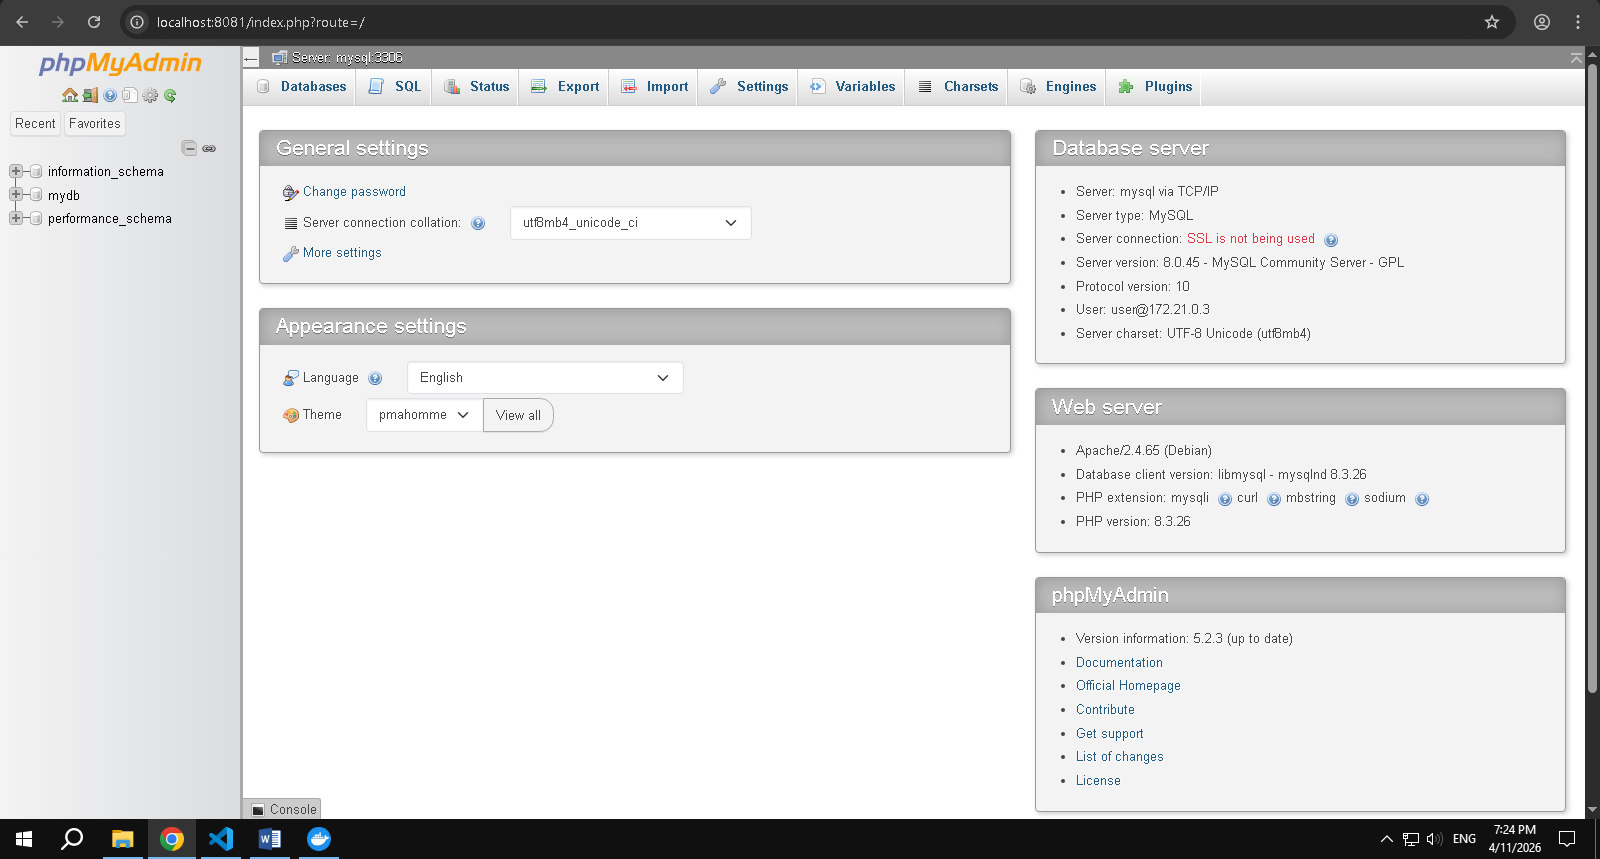 localhost:8081/index.php?route=/
phpMyAdmin
Recent Favorites
information_schema
mydb
performance_schema
Server: mysql:3306
Databases SQL Status Export Import Settings Variables Charsets Engines Plugins
General settings
Change password
Server connection collation: utf8mb4_unicode_ci
More settings
Appearance settings
Language English
Theme pmahomme View all
Database server
Server: mysql via TCP/IP
Server type: MySQL
Server connection: SSL is not being used
Server version: 8.0.45 - MySQL Community Server - GPL
Protocol version: 10
User: user@172.21.0.3
Server charset: UTF-8 Unicode (utf8mb4)
Web server
Apache/2.4.65 (Debian)
Database client version: libmysql - mysqlnd 8.3.26
PHP extension: mysqli curl mbstring sodium
PHP version: 8.3.26
phpMyAdmin
Version information: 5.2.3 (up to date)
Documentation
Official Homepage
Contribute
Get support
List of changes
License
Console
ENG
7:24 PM
4/11/2026